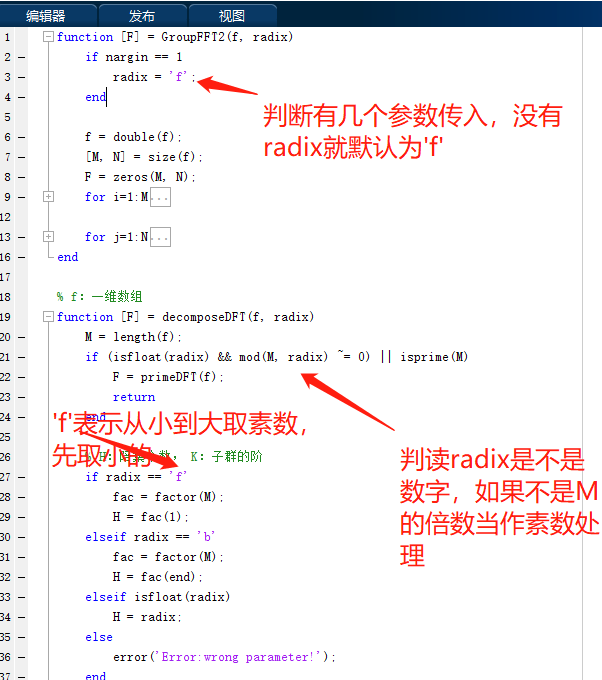 编辑器 发布 视图
1 function [F] = GroupFFT2(f, radix)
2 – if nargin == 1
3 – radix = 'f';
4 – end
5
6 – f = double(f);
7 – [M, N] = size(f);
8 – F = zeros(M, N);
9 – for i=1:M...
12
13 – for j=1:N...
16 – end
17
18 % f: 一维数组
19 function [F] = decomposeDFT(f, radix)
20 – M = length(f);
21 – if (isfloat(radix) && mod(M, radix) ~= 0) || isprime(M)
22 – F = primeDFT(f);
23 – return
24 – end
25
26 数， K: 子群的阶
27 – if radix == 'f'
28 – fac = factor(M);
29 – H = fac(1);
30 – elseif radix == 'b'
31 – fac = factor(M);
32 – H = fac(end);
33 – elseif isfloat(radix)
34 – H = radix;
35 – else
36 – error('Error:wrong parameter!');
37 – end
判断有几个参数传入，没有
radix就默认为'f'
'f'表示从小到大取素数，
先取小的
判读radix是不是
数字，如果不是M
的倍数当作素数处
理